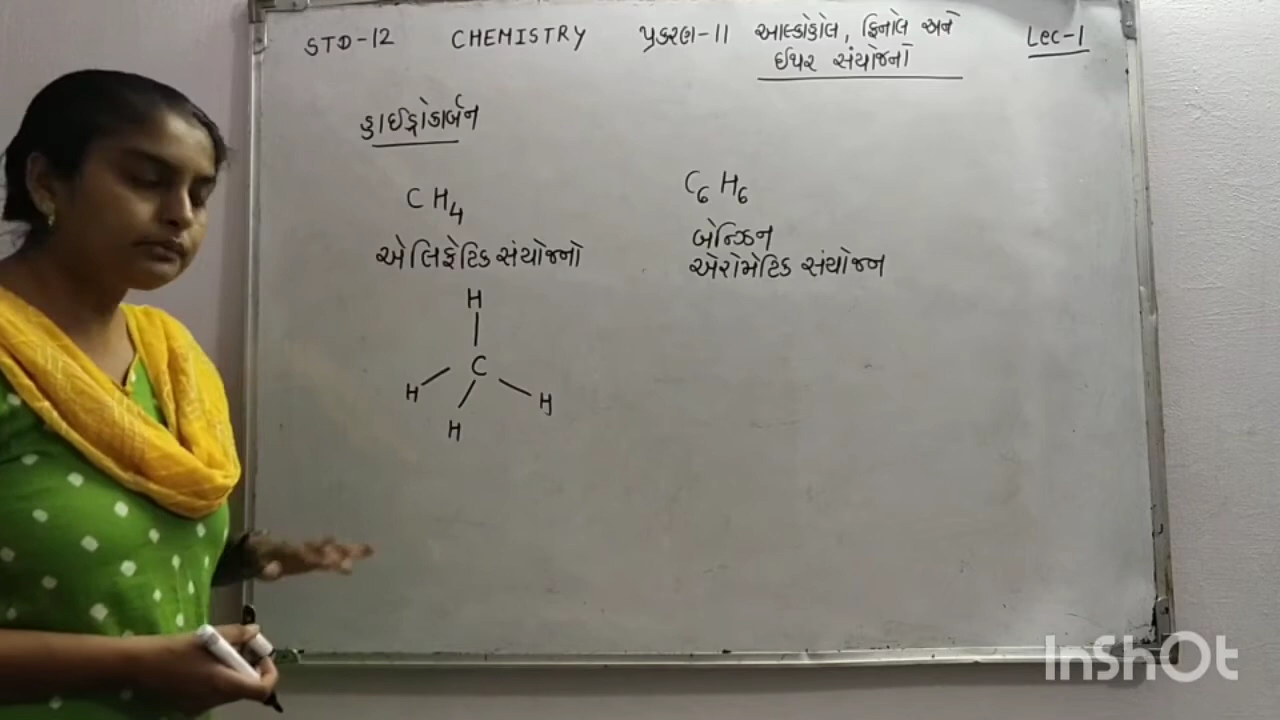 STD-12 CHEMISTRY પ્રકરણ-11 આલ્કોહોલ, ફિનોલ અને Lec-1
ઈથર સંયોજનો
હાઈડ્રોકાર્બન
CH₄ C₆H₆
એલિફેટિક સંયોજનો બેન્ઝિન
એરોમેટિક સંયોજન
H
C
H H
H
InShOt